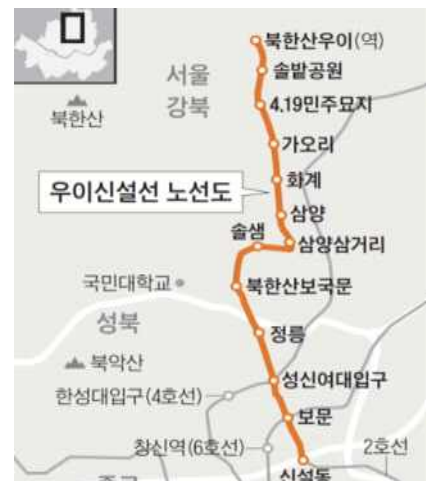 북한산우이(역)
솔밭공원
서울
강북
4.19민주묘지
북한산
가오리
화계
우이신설선 노선도
삼양
솔샘
삼양삼거리
국민대학교
북한산보국문
성북
정릉
북악산
성신여대입구
한성대입구(4호선)
보문
창신역(6호선)
2호선
신설동